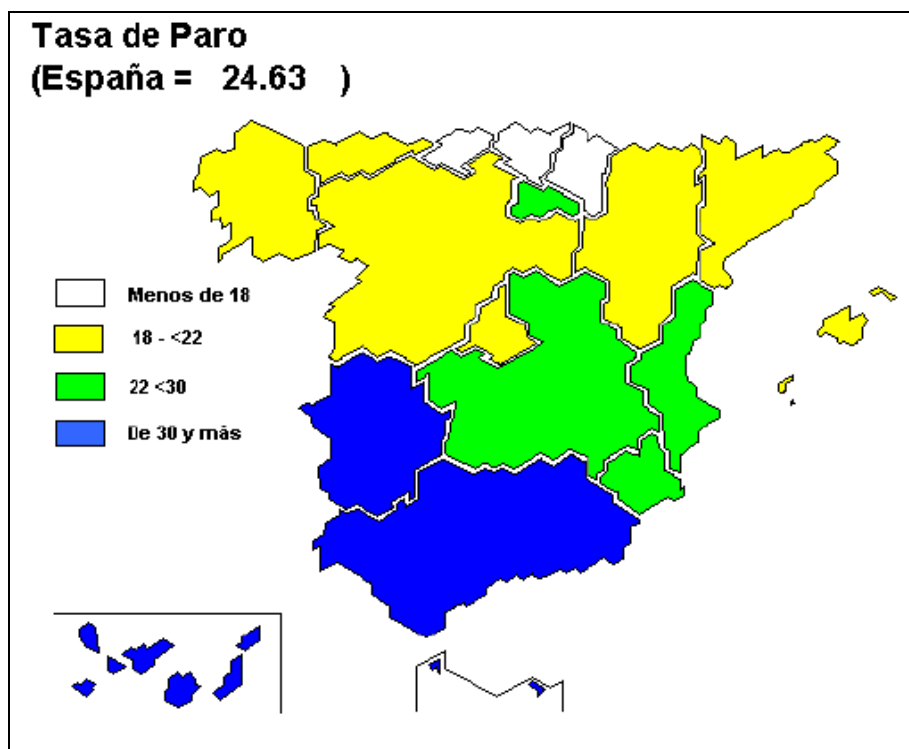 Tasa de Paro
(España = 24.63 )
Menos de 18
18 - <22
22 <30
De 30 y más